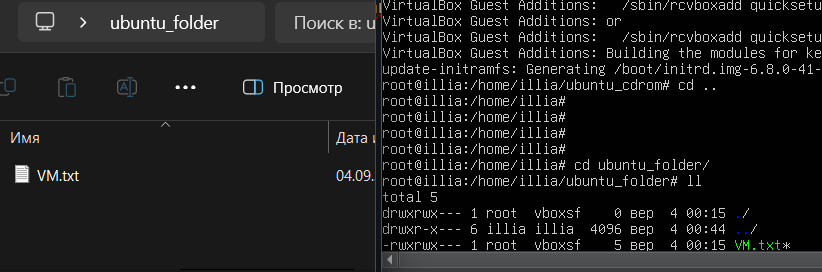 ubuntu_folder
Поиск в: u
Просмотр
Имя
Дата и
VM.txt
04.09.
VirtualBox Guest Additions:   /sbin/rcvboxadd quicksetu
VirtualBox Guest Additions: or
VirtualBox Guest Additions:   /sbin/rcvboxadd quicksetu
VirtualBox Guest Additions: Building the modules for ke
update-initramfs: Generating /boot/initrd.img-6.8.0-41-
root@illia:/home/illia/ubuntu_cdrom# cd ..
root@illia:/home/illia#
root@illia:/home/illia#
root@illia:/home/illia#
root@illia:/home/illia#
root@illia:/home/illia# cd ubuntu_folder/
root@illia:/home/illia/ubuntu_folder# ll
total 5
drwxrwx--- 1 root  vboxsf    0 вер  4 00:15 ./
drwxr-x--- 6 illia illia  4096 вер  4 00:44 ../
-rwxrwx--- 1 root  vboxsf    5 вер  4 00:15 VM.txt*